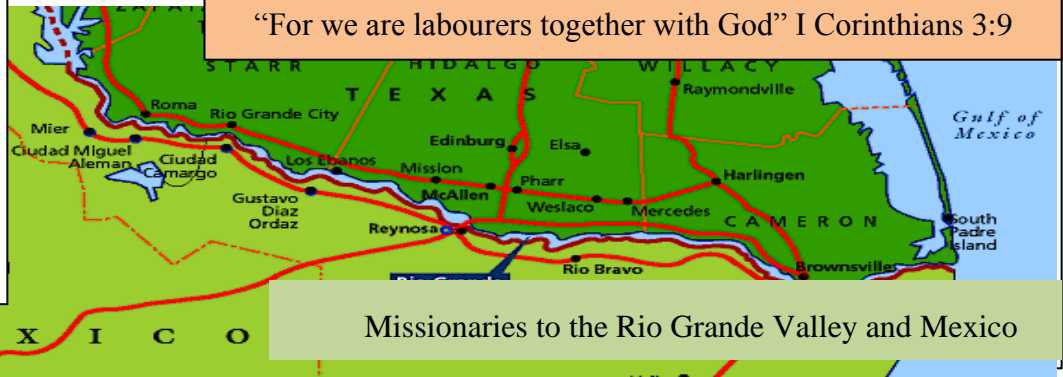 “For we are labourers together with God” I Corinthians 3:9
STARR
HIDALGO
WILLACY
TEXAS
Raymondville
Gulf of
Mexico
Roma
Rio Grande City
Mier
Ciudad Miguel
Aleman
Ciudad
Camargo
Los Ebanos
Edinburg
Elsa
Mission
McAllen
Pharr
Harlingen
Weslaco
Mercedes
Gustavo
Diaz
Ordaz
CAMERON
South
Padre
Island
Reynosa
Rio Bravo
Brownsville
X I C O
Missionaries to the Rio Grande Valley and Mexico